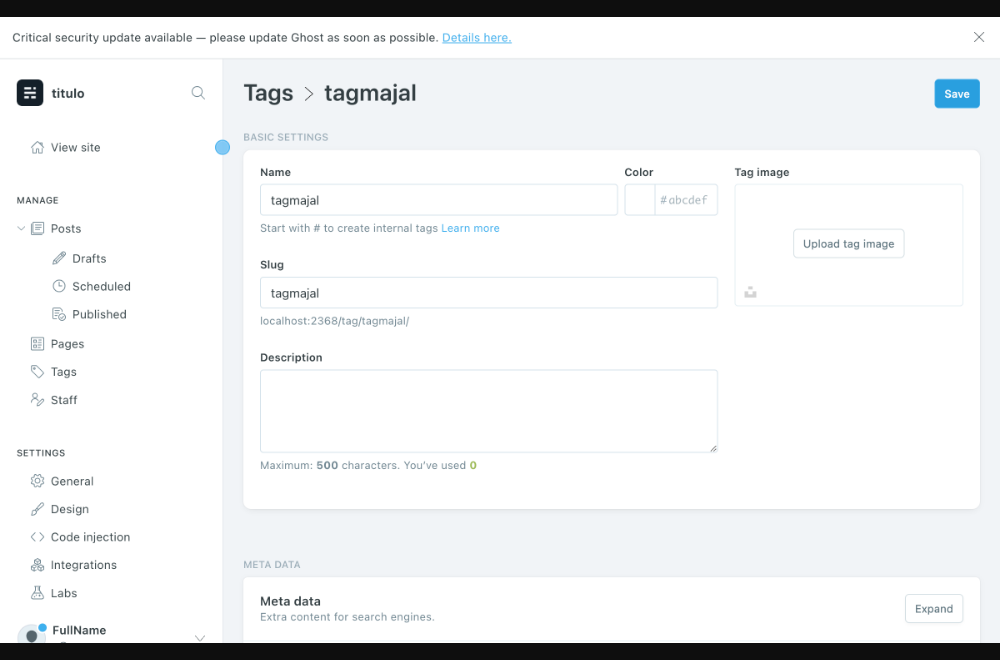 Critical security update available — please update Ghost as soon as possible. Details here.
titulo
View site
MANAGE
Posts
Drafts
Scheduled
Published
Pages
Tags
Staff
SETTINGS
General
Design
Code injection
Integrations
Labs
FullName
Tags > tagmajal
Save
BASIC SETTINGS
Name
tagmajal
Start with # to create internal tags Learn more
Color
#abcdef
Tag image
Upload tag image
Slug
tagmajal
localhost:2368/tag/tagmajal/
Description
Maximum: 500 characters. You've used 0
META DATA
Meta data
Extra content for search engines.
Expand